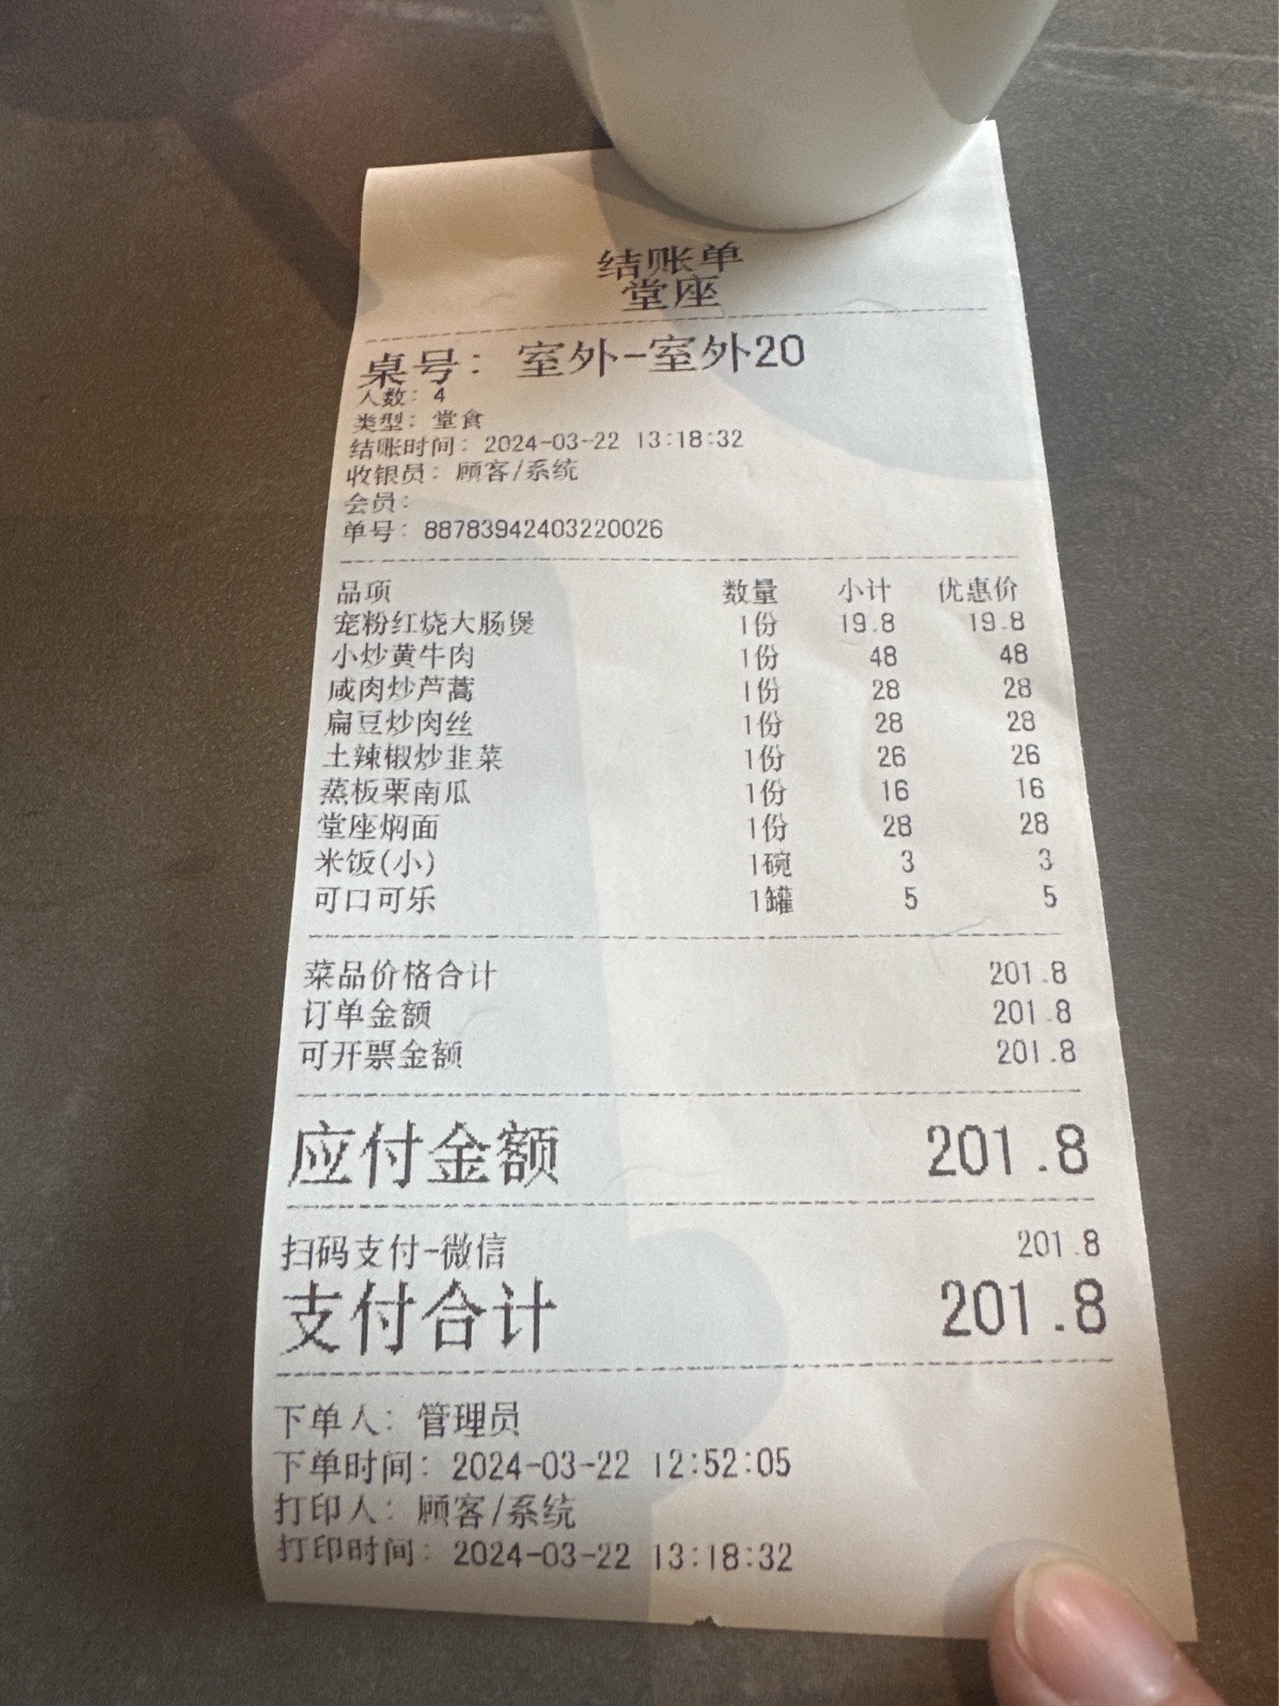 结账单
堂座
桌号: 室外-室外20
人数: 4
类型: 堂食
结账时间: 2024-03-22 13:18:32
收银员: 顾客/系统
会员:
单号: 88783942403220026
品项 数量 小计 优惠价
宠粉红烧大肠煲 1份 19.8 19.8
小炒黄牛肉 1份 48 48
咸肉炒芦蒿 1份 28 28
扁豆炒肉丝 1份 28 28
土辣椒炒韭菜 1份 26 26
蒸板栗南瓜 1份 16 16
堂座焖面 1份 28 28
米饭(小) 1碗 3 3
可口可乐 1罐 5 5
菜品价格合计 201.8
订单金额 201.8
可开票金额 201.8
应付金额 201.8
扫码支付-微信 201.8
支付合计 201.8
下单人: 管理员
下单时间: 2024-03-22 12:52:05
打印人: 顾客/系统
打印时间: 2024-03-22 13:18:32